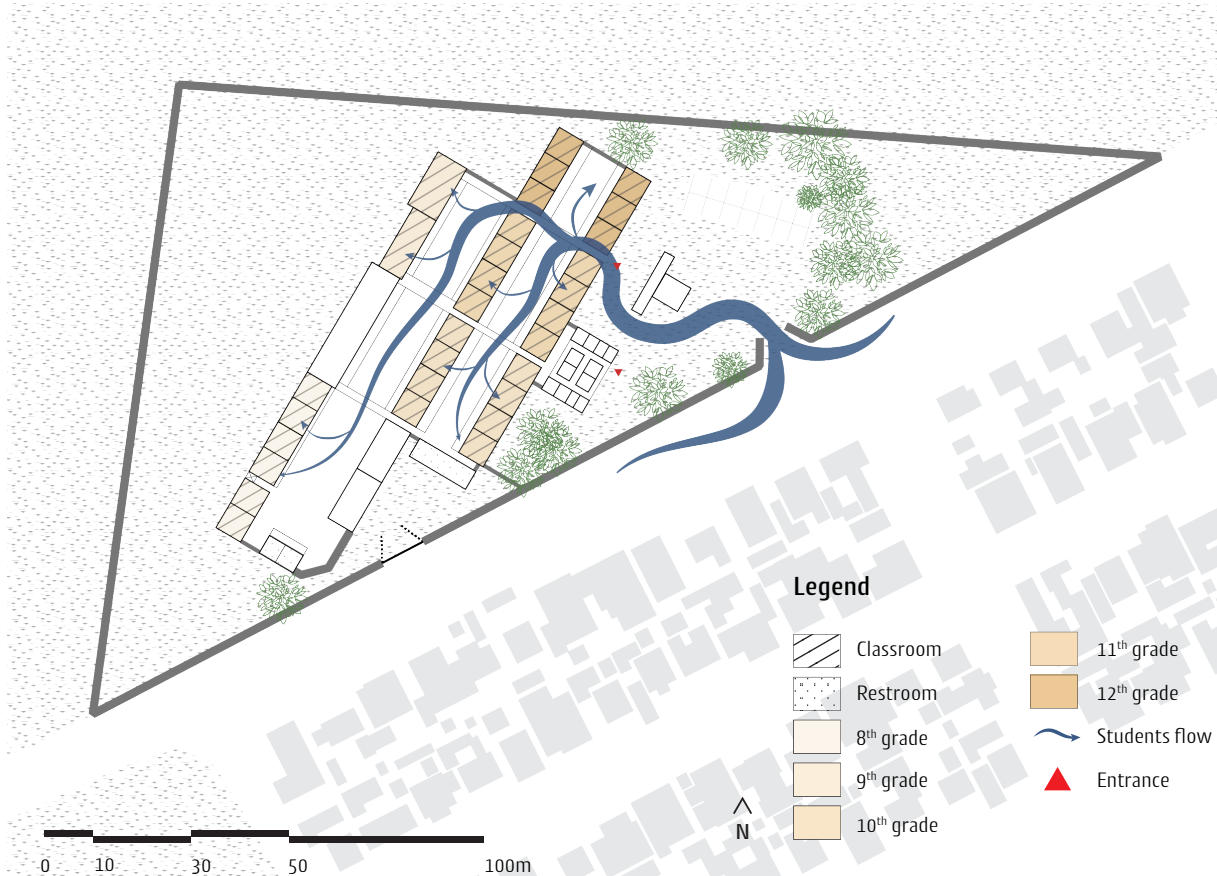 Legend
Classroom
Restroom
8th grade
9th grade
10th grade
11th grade
12th grade
Students flow
Entrance
N
0 10 30 50 100m